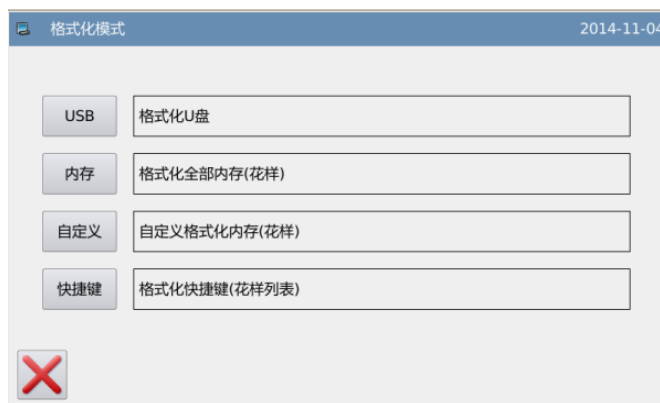 格式化模式 2014-11-04
USB 格式化U盘
内存 格式化全部内存(花样)
自定义 自定义格式化内存(花样)
快捷键 格式化快捷键(花样列表)